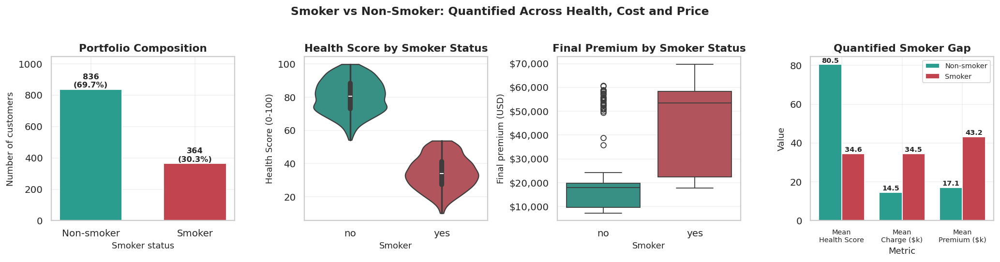 Smoker vs Non-Smoker: Quantified Across Health, Cost and Price
Portfolio Composition
Number of customers
1000
800
600
400
200
0
836
(69.7%)
364
(30.3%)
Non-smoker
Smoker
Smoker status
Health Score by Smoker Status
Health Score (0-100)
100
80
60
40
20
no
yes
Smoker
Final Premium by Smoker Status
Final premium (USD)
$70,000
$60,000
$50,000
$40,000
$30,000
$20,000
$10,000
no
yes
Smoker
Quantified Smoker Gap
Value
80
60
40
20
0
80.5
34.6
14.5
34.5
17.1
43.2
Non-smoker
Smoker
Mean
Health Score
Mean
Charge ($k)
Mean
Premium ($k)
Metric